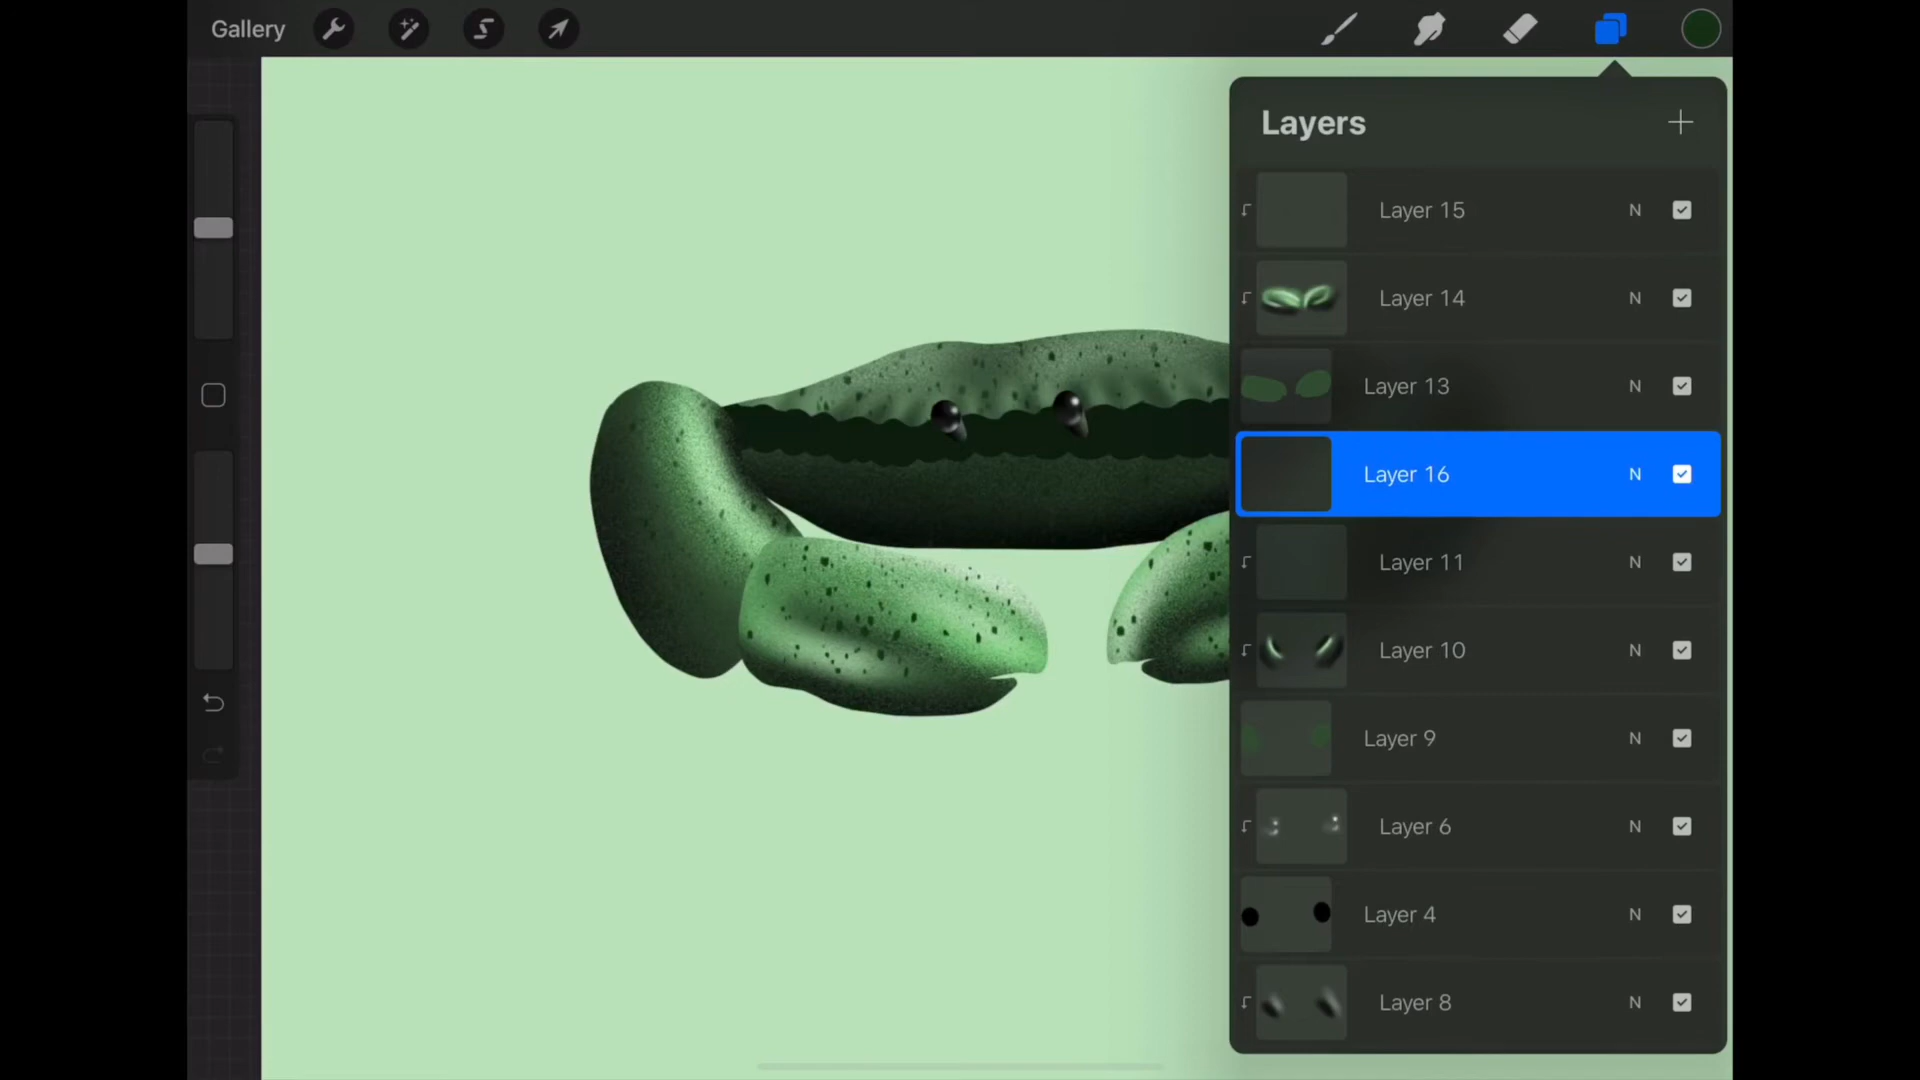 Gallery
Layers
Layer 15 N
Layer 14 N
Layer 13 N
Layer 16 N
Layer 11 N
Layer 10 N
Layer 9 N
Layer 6 N
Layer 4 N
Layer 8 N